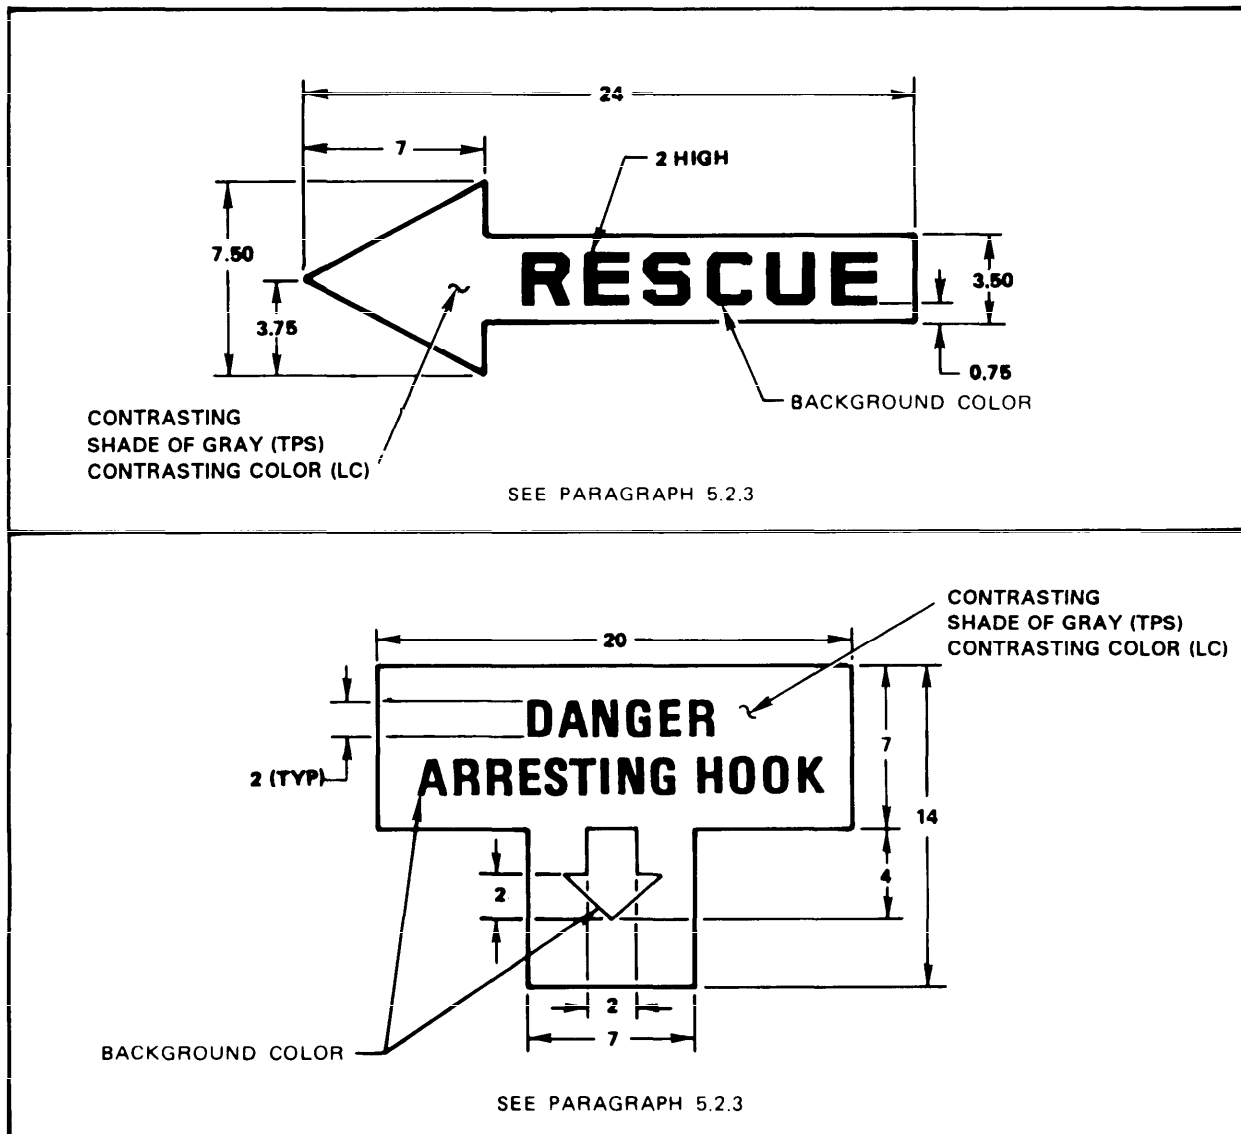 24
7
2 HIGH
7.50
RESCUE
3.50
3.75
0.75
BACKGROUND COLOR
CONTRASTING
SHADE OF GRAY (TPS)
CONTRASTING COLOR (LC)
SEE PARAGRAPH 5.2.3
CONTRASTING
SHADE OF GRAY (TPS)
CONTRASTING COLOR (LC)
20
DANGER
7
2 (TYP)
ARRESTING HOOK
14
4
2
2
7
BACKGROUND COLOR
SEE PARAGRAPH 5.2.3